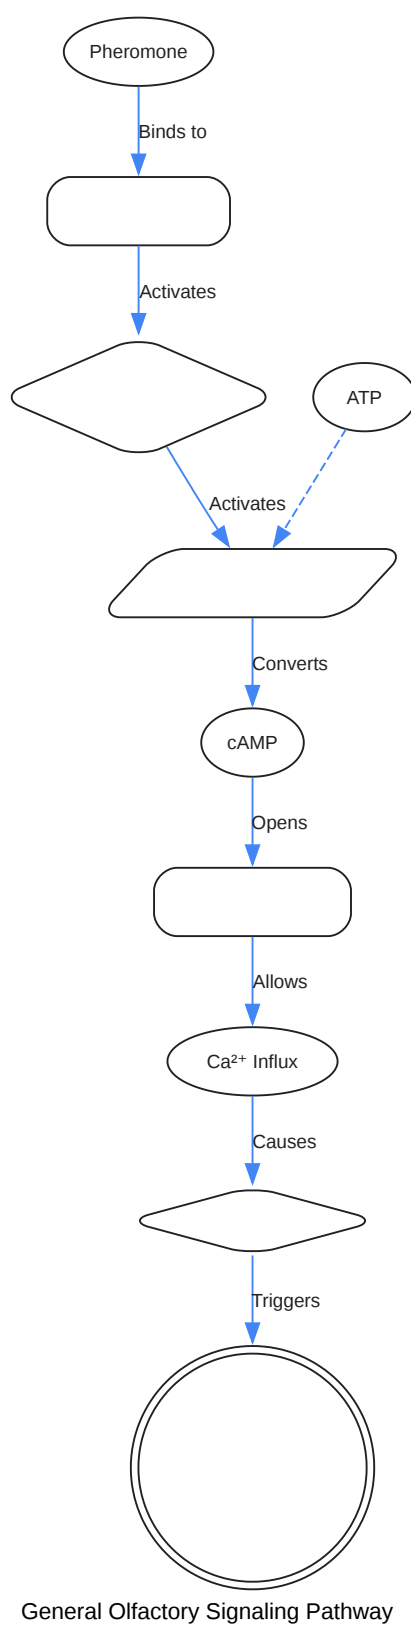 Pheromone
Binds to
Activates
ATP
Activates
Converts
cAMP
Opens
Allows
Ca²⁺ Influx
Causes
Triggers
General Olfactory Signaling Pathway